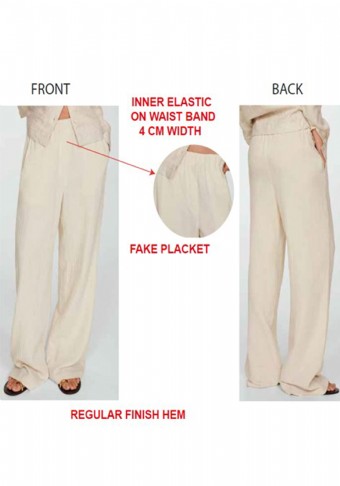 FRONT
BACK
INNER ELASTIC
ON WAIST BAND
4 CM WIDTH
FAKE PLACKET
REGULAR FINISH HEM